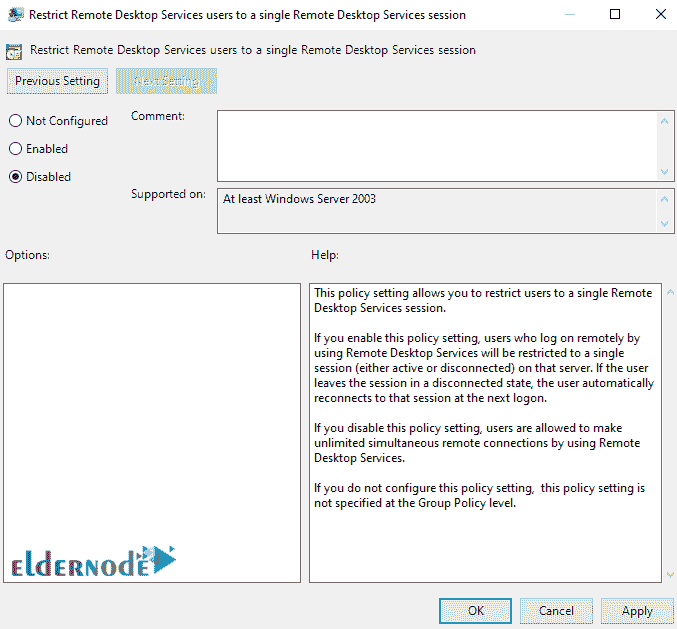 Restrict Remote Desktop Services users to a single Remote Desktop Services session
Restrict Remote Desktop Services users to a single Remote Desktop Services session
Previous Setting
Next Setting
Not Configured
Comment:
Enabled
Disabled
Supported on:
At least Windows Server 2003
Options:
Help:
This policy setting allows you to restrict users to a single Remote
Desktop Services session.
If you enable this policy setting, users who log on remotely by
using Remote Desktop Services will be restricted to a single
session (either active or disconnected) on that server. If the user
leaves the session in a disconnected state, the user automatically
reconnects to that session at the next logon.
If you disable this policy setting, users are allowed to make
unlimited simultaneous remote connections by using Remote
Desktop Services.
If you do not configure this policy setting,  this policy setting is
not specified at the Group Policy level.
elderNode
OK
Cancel
Apply